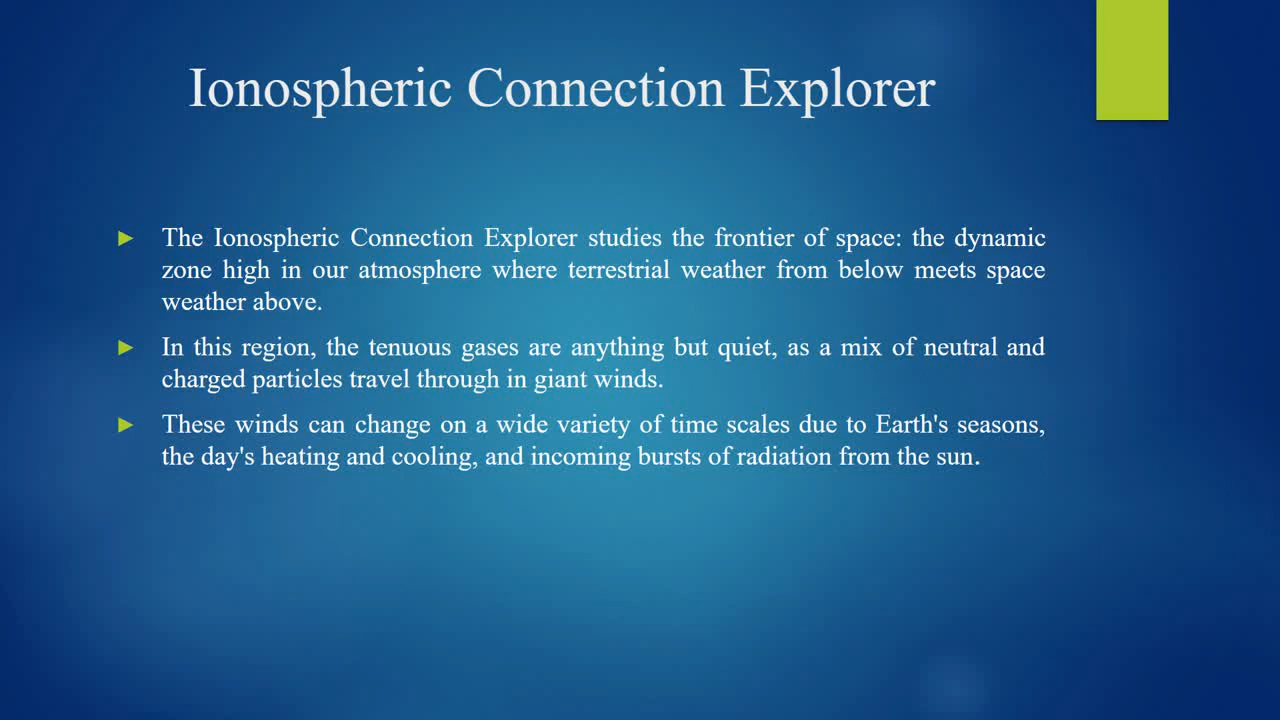 Ionospheric Connection Explorer
The Ionospheric Connection Explorer studies the frontier of space: the dynamic
zone high in our atmosphere where terrestrial weather from below meets space
weather above.
In this region, the tenuous gases are anything but quiet, as a mix of neutral and
charged particles travel through in giant winds.
These winds can change on a wide variety of time scales due to Earth's seasons,
the day's heating and cooling, and incoming bursts of radiation from the sun.